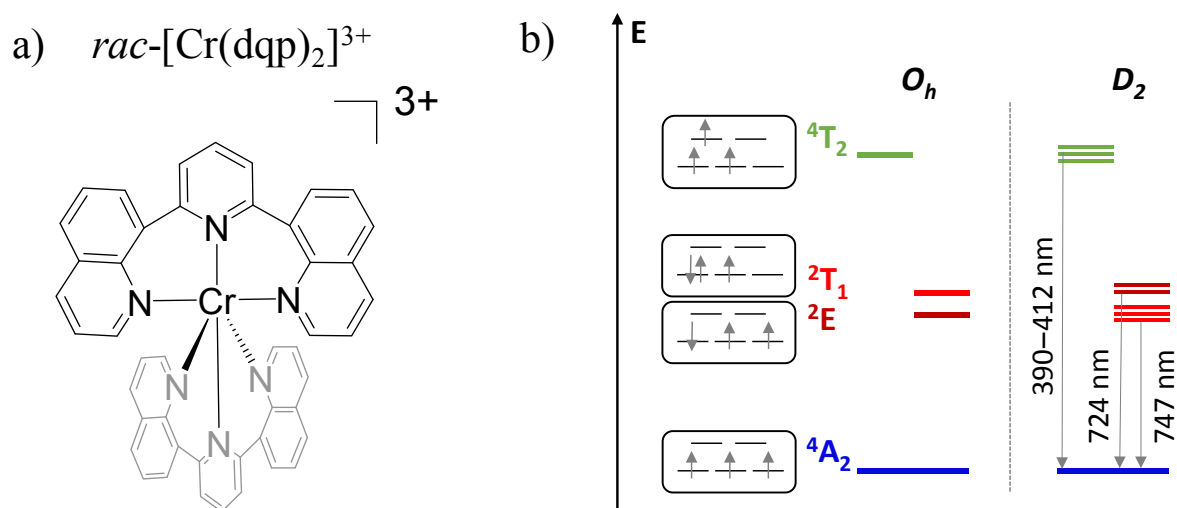 a) rac-[Cr(dqp)₂]³⁺
3+
N
N
Cr
N
N
N
N
b)
E
Oₕ
D₂
⁴T₂
²T₁
²E
⁴A₂
390–412 nm
724 nm
747 nm